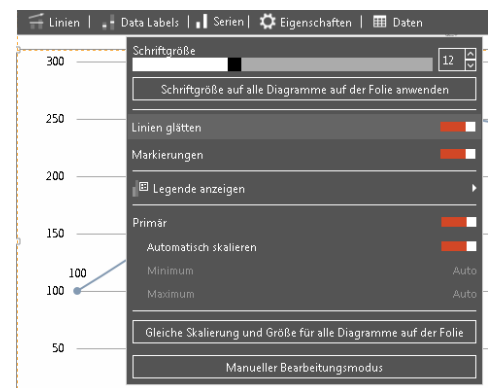 Linien | Data Labels | Serien | Eigenschaften | Daten
Schriftgröße
12
Schriftgröße auf alle Diagramme auf der Folie anwenden
Linien glätten
Markierungen
Legende anzeigen
Primär
Automatisch skalieren
Minimum Auto
Maximum Auto
Gleiche Skalierung und Größe für alle Diagramme auf der Folie
Manueller Bearbeitungsmodus
300
250
200
150
100
100
50